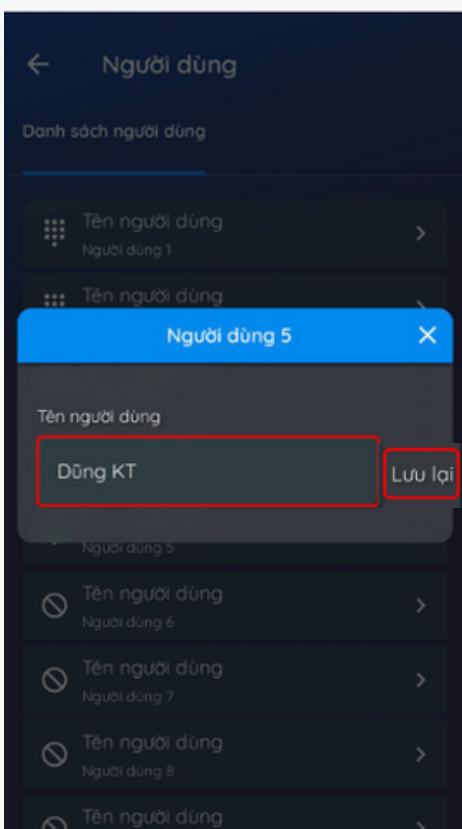 Người dùng
Danh sách người dùng
Tên người dùng
Người dùng 1
Tên người dùng
Người dùng 5
Tên người dùng
Dũng KT
Lưu lại
Người dùng 5
Tên người dùng
Người dùng 6
Tên người dùng
Người dùng 7
Tên người dùng
Người dùng 8
Tên người dùng